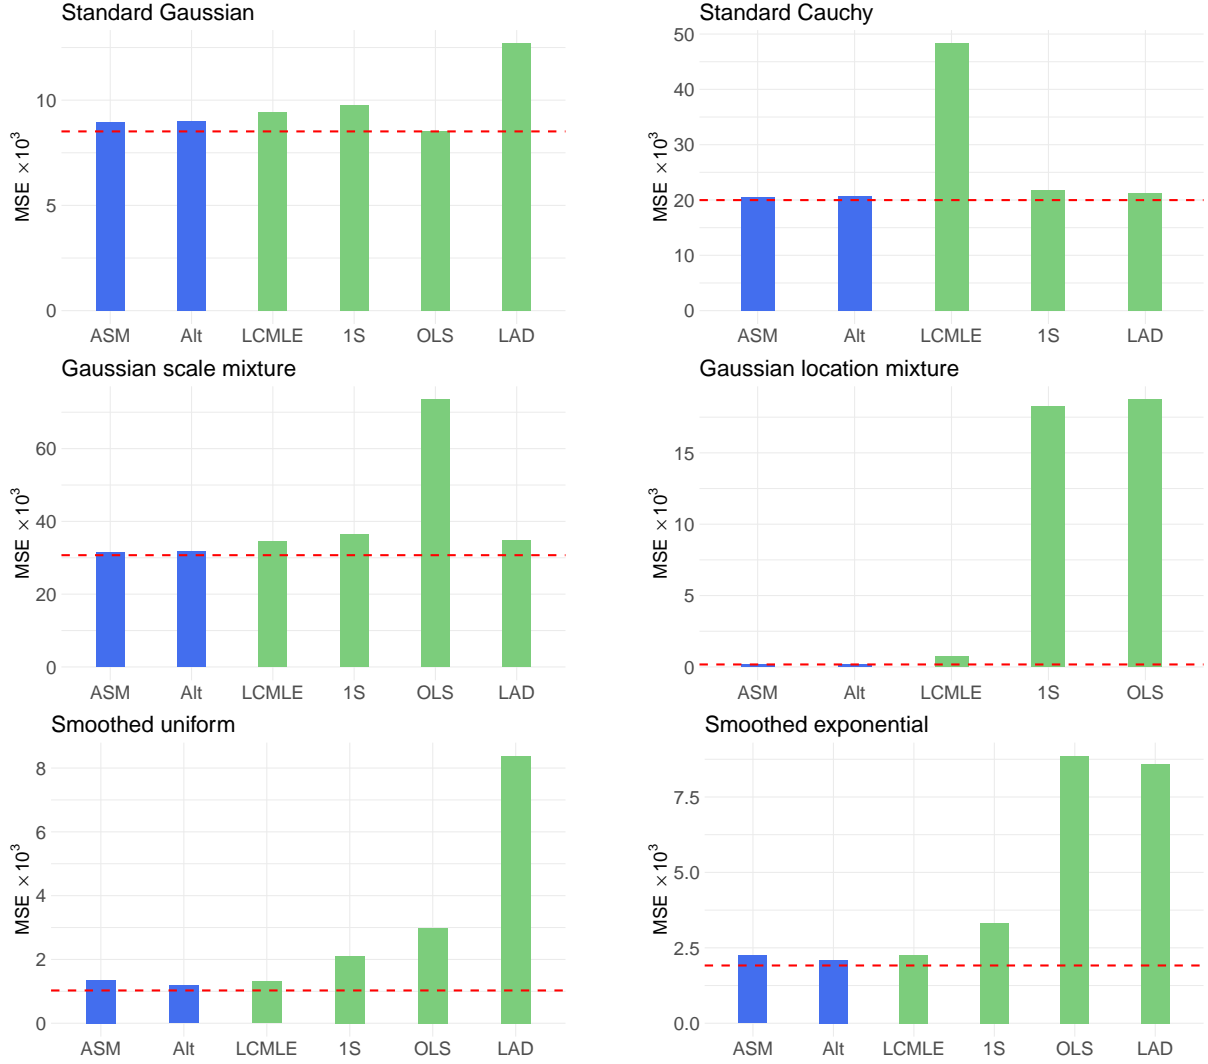 Standard Gaussian
MSE ×10³
10
5
0
ASM Alt LCMLE 1S OLS LAD
Standard Cauchy
MSE ×10³
50
40
30
20
10
0
ASM Alt LCMLE 1S LAD
Gaussian scale mixture
MSE ×10³
60
40
20
0
ASM Alt LCMLE 1S OLS LAD
Gaussian location mixture
MSE ×10³
15
10
5
0
ASM Alt LCMLE 1S OLS
Smoothed uniform
MSE ×10³
8
6
4
2
0
ASM Alt LCMLE 1S OLS LAD
Smoothed exponential
MSE ×10³
7.5
5.0
2.5
0.0
ASM Alt LCMLE 1S OLS LAD